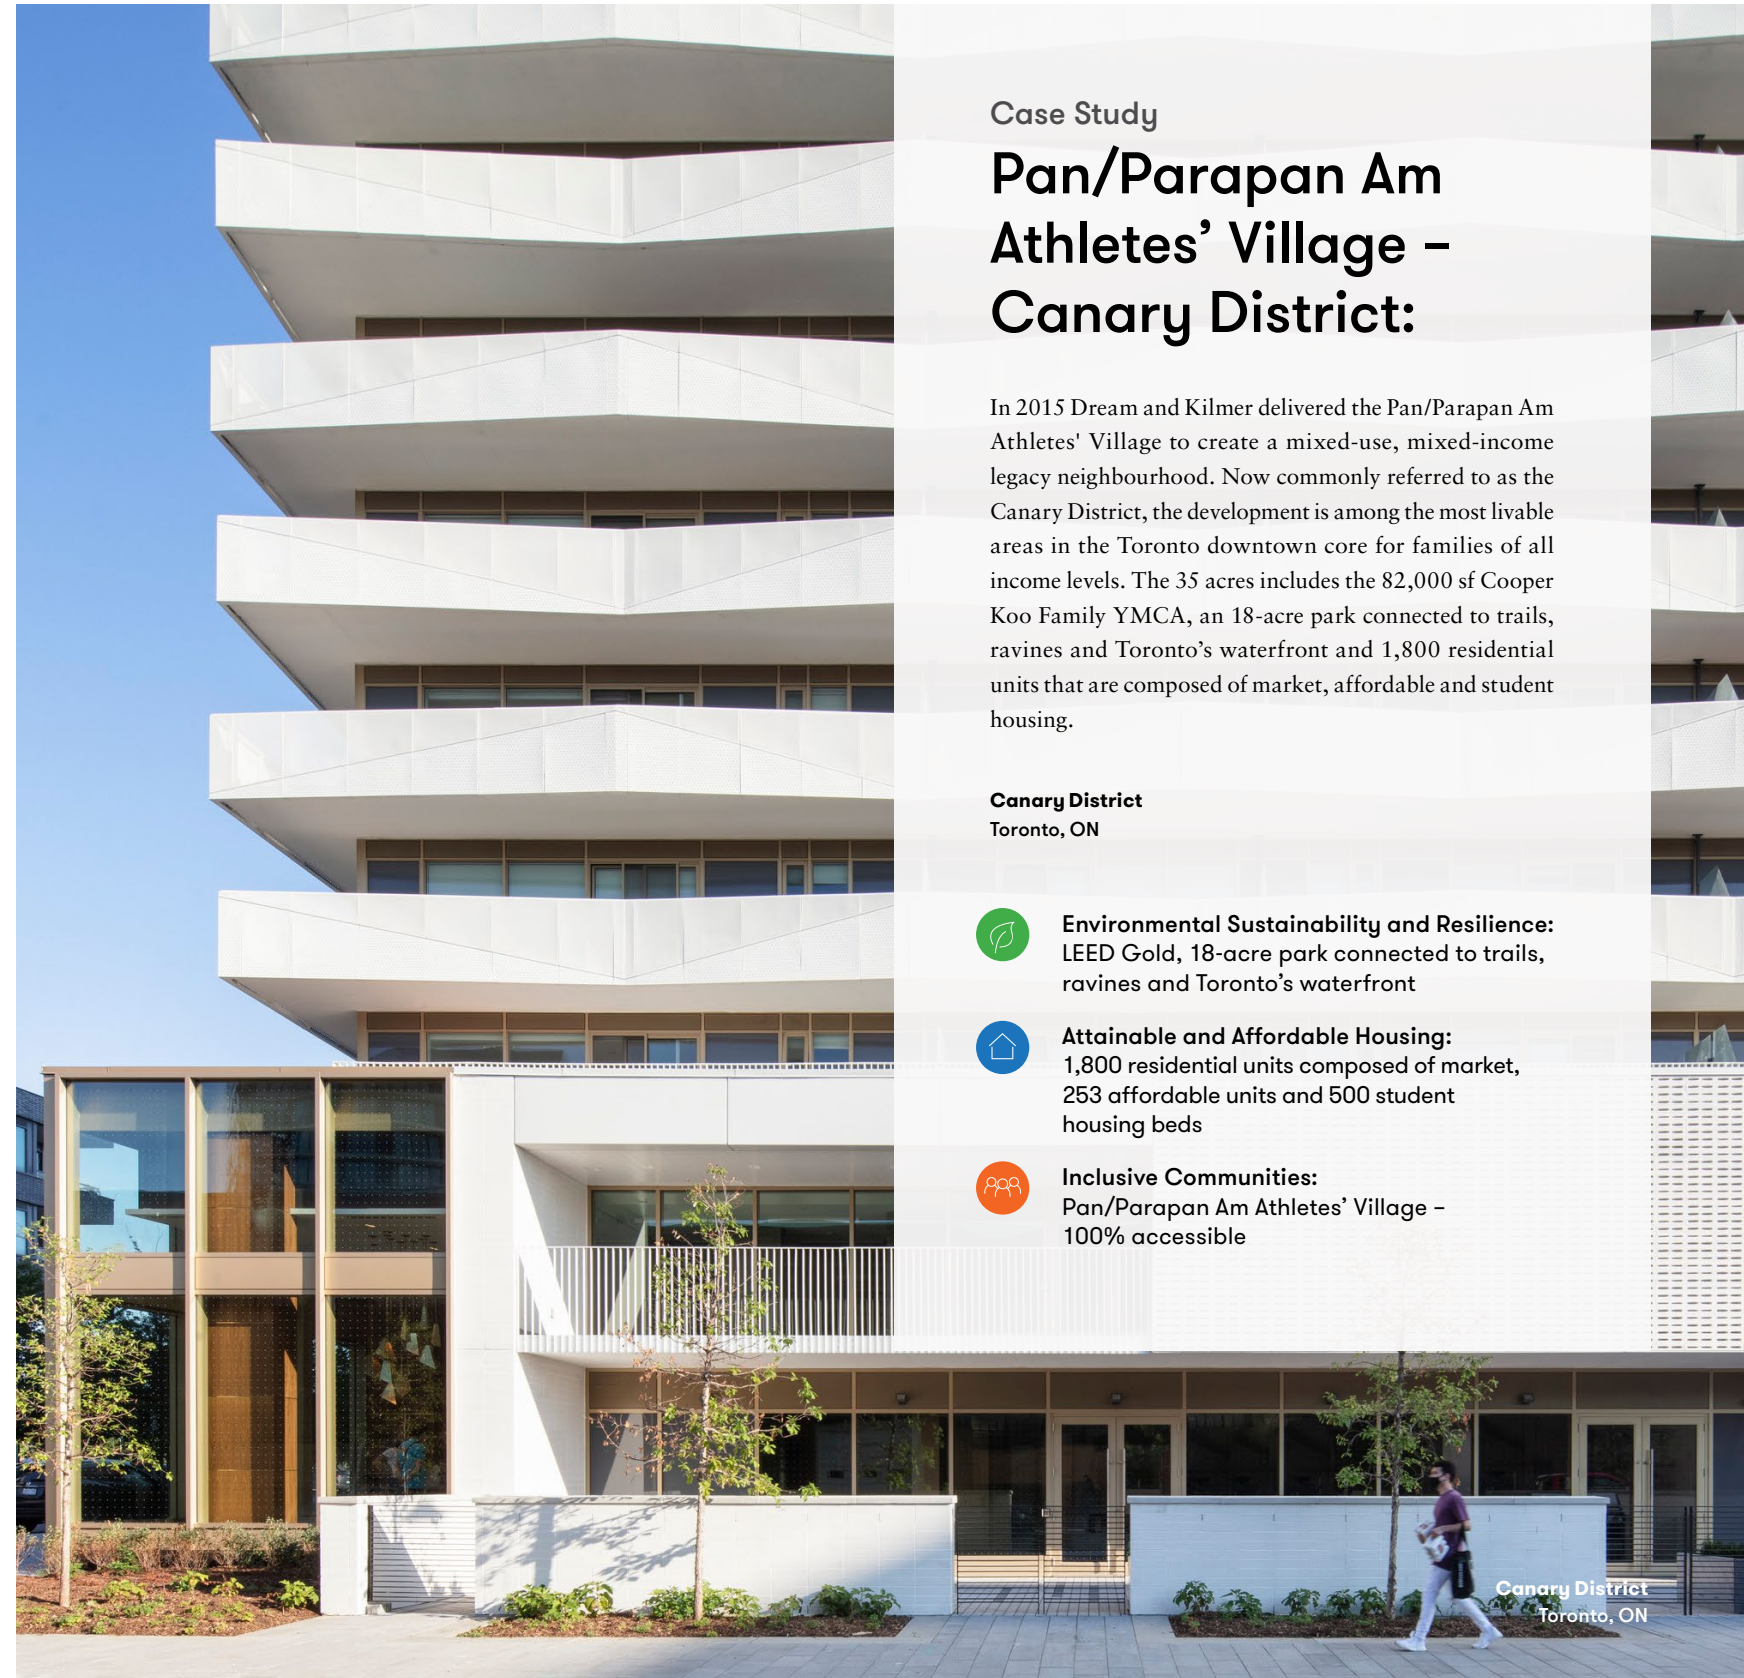 Case Study
Pan/Parapan Am
Athletes’ Village –
Canary District:
In 2015 Dream and Kilmer delivered the Pan/Parapan Am
Athletes' Village to create a mixed-use, mixed-income
legacy neighbourhood. Now commonly referred to as the
Canary District, the development is among the most livable
areas in the Toronto downtown core for families of all
income levels. The 35 acres includes the 82,000 sf Cooper
Koo Family YMCA, an 18-acre park connected to trails,
ravines and Toronto’s waterfront and 1,800 residential
units that are composed of market, affordable and student
housing.
Canary District
Toronto, ON
Environmental Sustainability and Resilience:
LEED Gold, 18-acre park connected to trails,
ravines and Toronto’s waterfront
Attainable and Affordable Housing:
1,800 residential units composed of market,
253 affordable units and 500 student
housing beds
Inclusive Communities:
Pan/Parapan Am Athletes’ Village –
100% accessible
Canary District
Toronto, ON